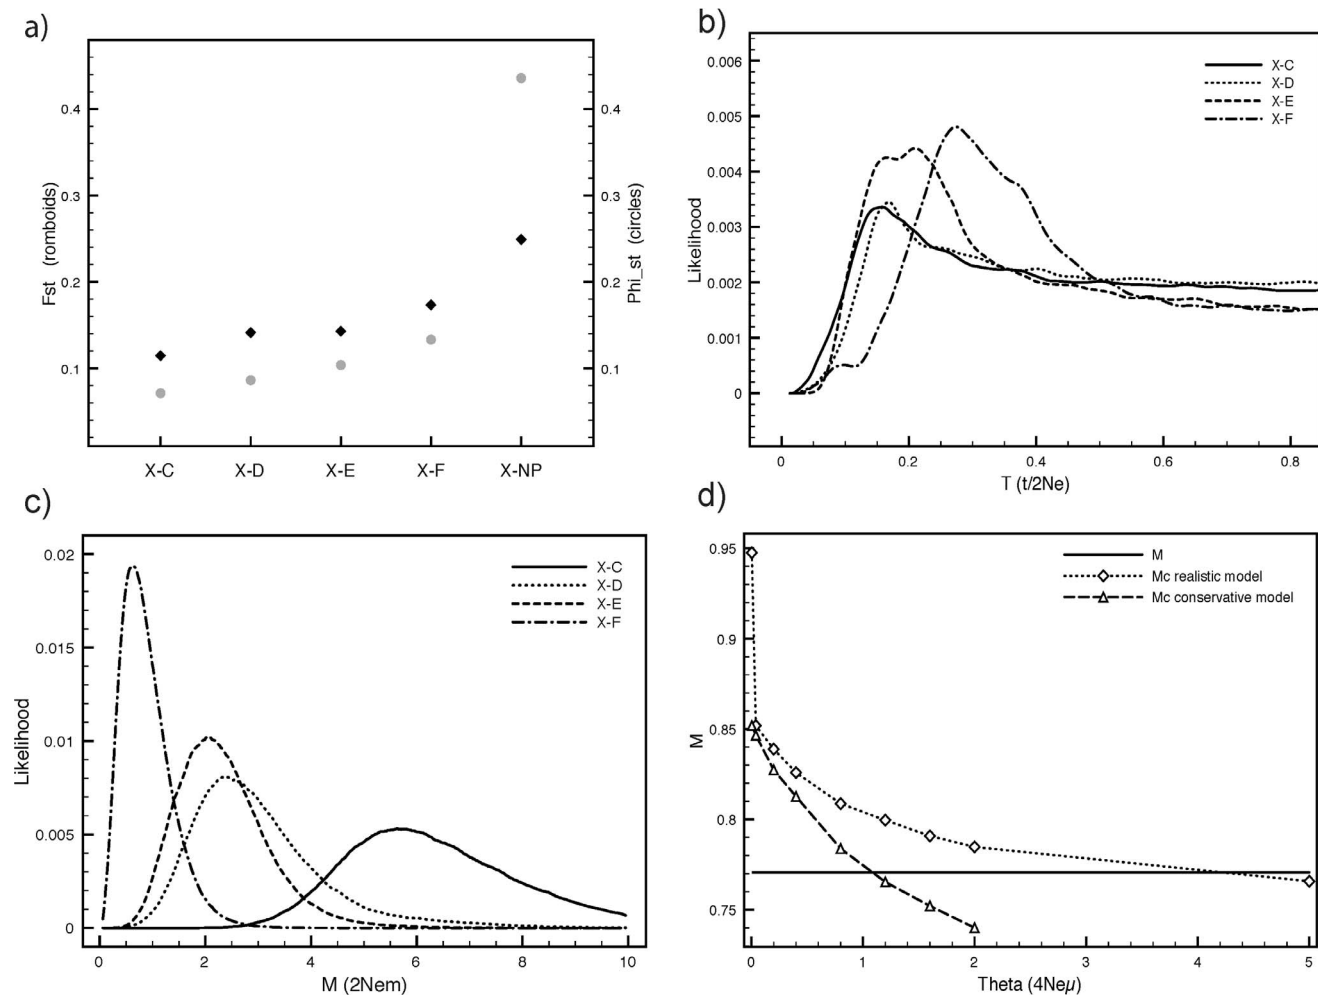 a)
Fst (romboids)
0.4
0.3
0.2
0.1
0.4
0.3
0.2
0.1
Phi_st (circles)
X-C X-D X-E X-F X-NP
b)
Likelihood
0.006
0.005
0.004
0.003
0.002
0.001
0
X-C
X-D
X-E
X-F
0 0.2 0.4 0.6 0.8
T (t/2Ne)
c)
Likelihood
0.02
0.015
0.01
0.005
0
X-C
X-D
X-E
X-F
0 2 4 6 8 10
M (2Nem)
d)
M
0.95
0.9
0.85
0.8
0.75
M
Mc realistic model
Mc conservative model
0 1 2 3 4 5
Theta (4Neµ)